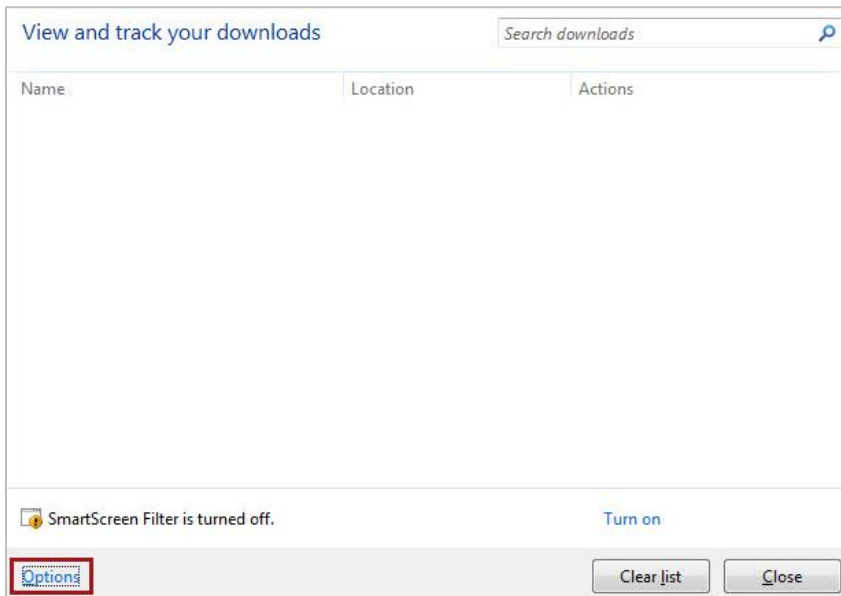 View and track your downloads Search downloads
Name Location Actions
SmartScreen Filter is turned off. Turn on
Options Clear list Close